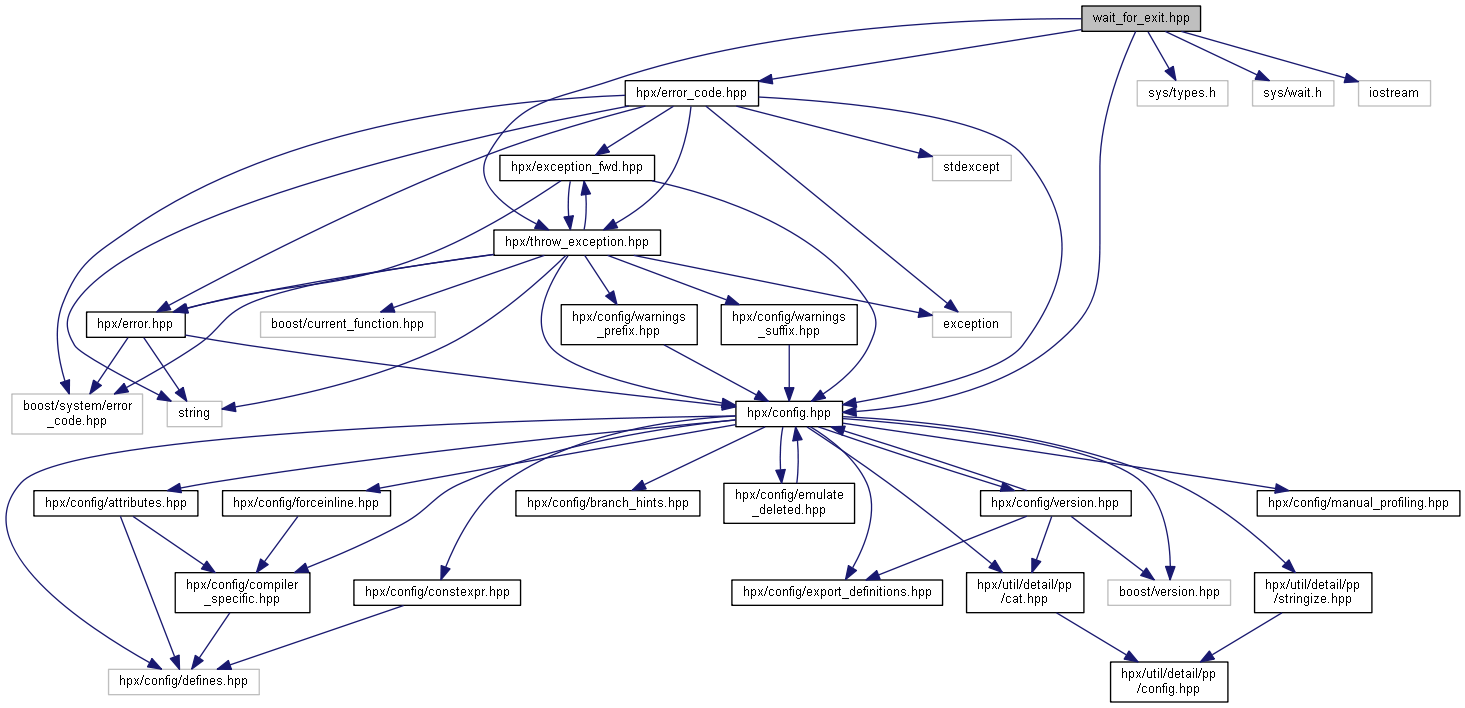 wait_for_exit.hpp
hpx/error_code.hpp
sys/types.h
sys/wait.h
iostream
hpx/exception_fwd.hpp
stdexcept
hpx/throw_exception.hpp
hpx/error.hpp
boost/current_function.hpp
hpx/config/warnings
_prefix.hpp
hpx/config/warnings
_suffix.hpp
exception
boost/system/error
_code.hpp
string
hpx/config.hpp
hpx/config/attributes.hpp
hpx/config/forceinline.hpp
hpx/config/branch_hints.hpp
hpx/config/emulate
_deleted.hpp
hpx/config/version.hpp
hpx/config/manual_profiling.hpp
hpx/config/compiler
_specific.hpp
hpx/config/constexpr.hpp
hpx/config/export_definitions.hpp
hpx/util/detail/pp
/cat.hpp
boost/version.hpp
hpx/util/detail/pp
/stringize.hpp
hpx/config/defines.hpp
hpx/util/detail/pp
/config.hpp